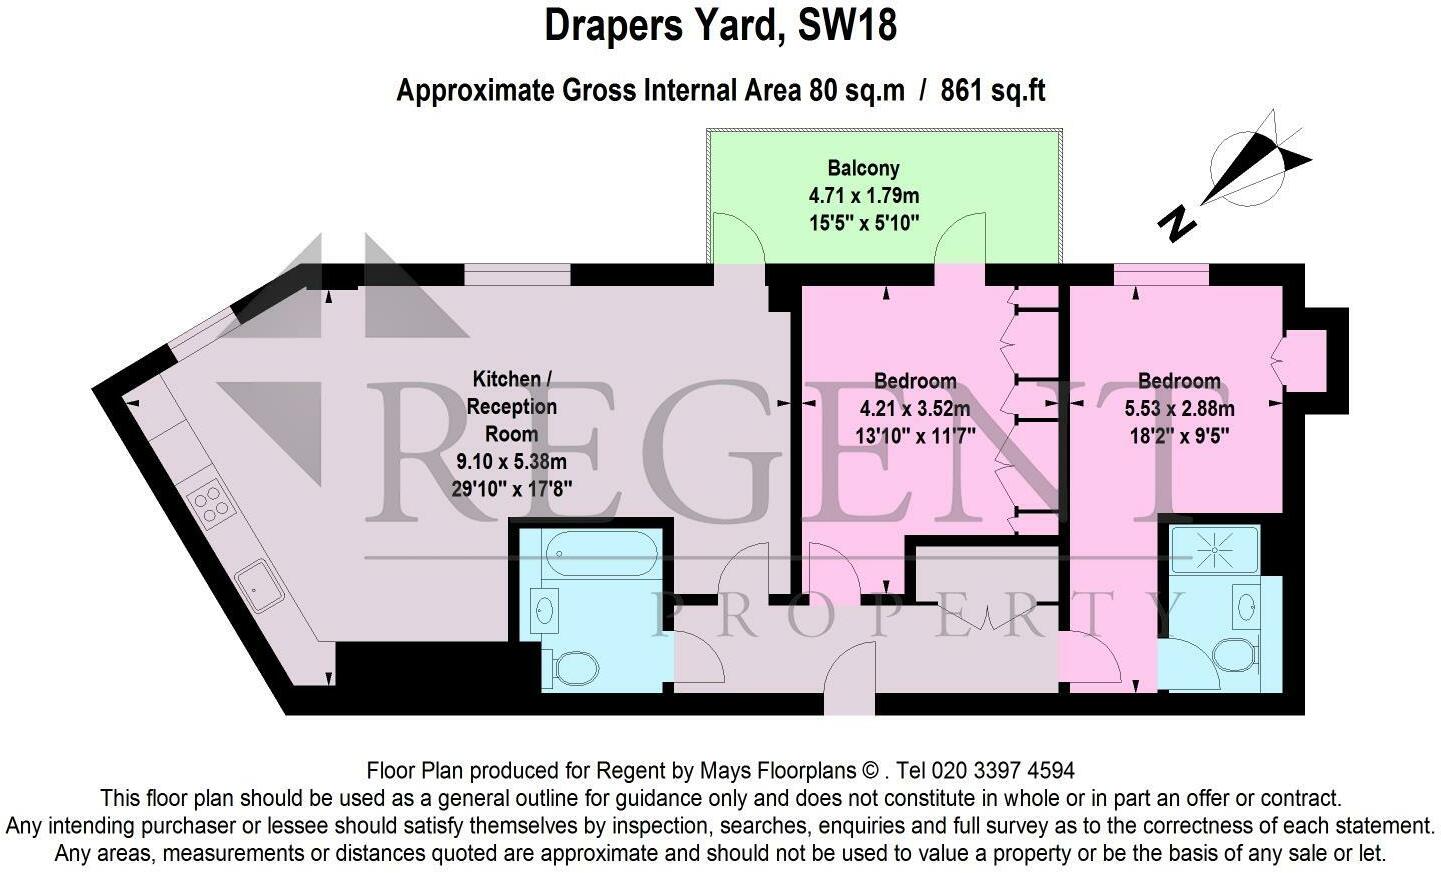 Drapers Yard, SW18
Approximate Gross Internal Area 80 sq.m / 861 sq.ft
Balcony
4.71 x 1.79m
15'5" x 5'10"
N
Kitchen /
Reception
Room
9.10 x 5.38m
29'10" x 17'8"
Bedroom
4.21 x 3.52m
13'10" x 11'7"
Bedroom
5.53 x 2.88m
18'2" x 9'5"
REGENT
PROPERTY
Floor Plan produced for Regent by Mays Floorplans © . Tel 020 3397 4594
This floor plan should be used as a general outline for guidance only and does not constitute in whole or in part an offer or contract.
Any intending purchaser or lessee should satisfy themselves by inspection, searches, enquiries and full survey as to the correctness of each statement.
Any areas, measurements or distances quoted are approximate and should not be used to value a property or be the basis of any sale or let.